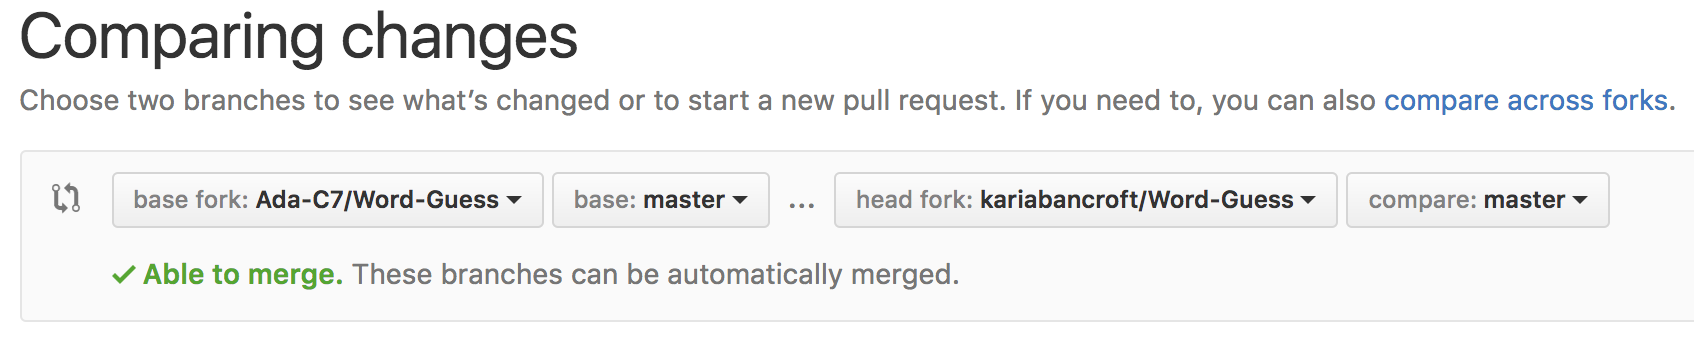 Comparing changes
Choose two branches to see what’s changed or to start a new pull request. If you need to, you can also compare across forks.
base fork: Ada-C7/Word-Guess base: master ... head fork: kariabancroft/Word-Guess compare: master
Able to merge. These branches can be automatically merged.